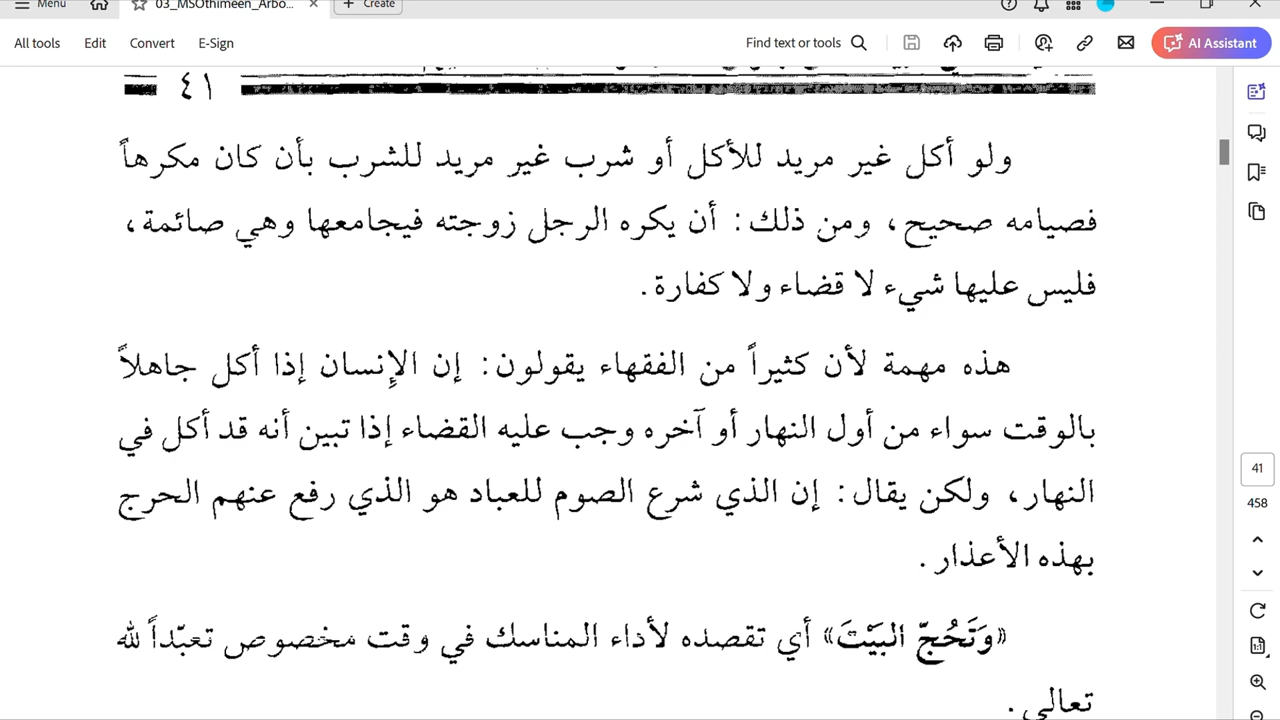 Menu
03_MSOthimeen_Arbo...
Create
All tools
Edit
Convert
E-Sign
Find text or tools
AI Assistant
٤١
ولو أكل غير مريد للأكل أو شرب غير مريد للشرب بأن كان مكرهاً
فصيامه صحيح، ومن ذلك: أن يكره الرجل زوجته فيجامعها وهي صائمة،
فليس عليها شيء لا قضاء ولا كفارة.
هذه مهمة لأن كثيراً من الفقهاء يقولون: إن الإِنسان إذا أكل جاهلاً
بالوقت سواء من أول النهار أو آخره وجب عليه القضاء إذا تبين أنه قد أكل في
النهار، ولكن يقال: إن الذي شرع الصوم للعباد هو الذي رفع عنهم الحرج
بهذه الأعذار.
«وَتَحُجّ البَيْتَ» أي تقصده لأداء المناسك في وقت مخصوص تعبّداً لله
تعالى.
41
458